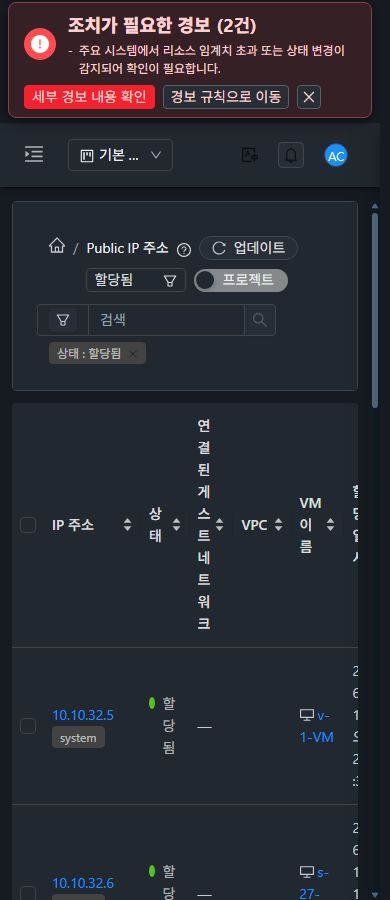 조치가 필요한 경보 (2건)
- 주요 시스템에서 리소스 임계치 초과 또는 상태 변경이
감지되어 확인이 필요합니다.
세부 경보 내용 확인
경보 규칙으로 이동
기본 ...
AC
/ Public IP 주소
업데이트
할당됨
프로젝트
검색
상태 : 할당됨
IP 주소
상태
연결된 게스트 네트워크
VPC
VM 이름
10.10.32.5
system
할당됨
—
v-1-VM
10.10.32.6
할당
—
s-27-